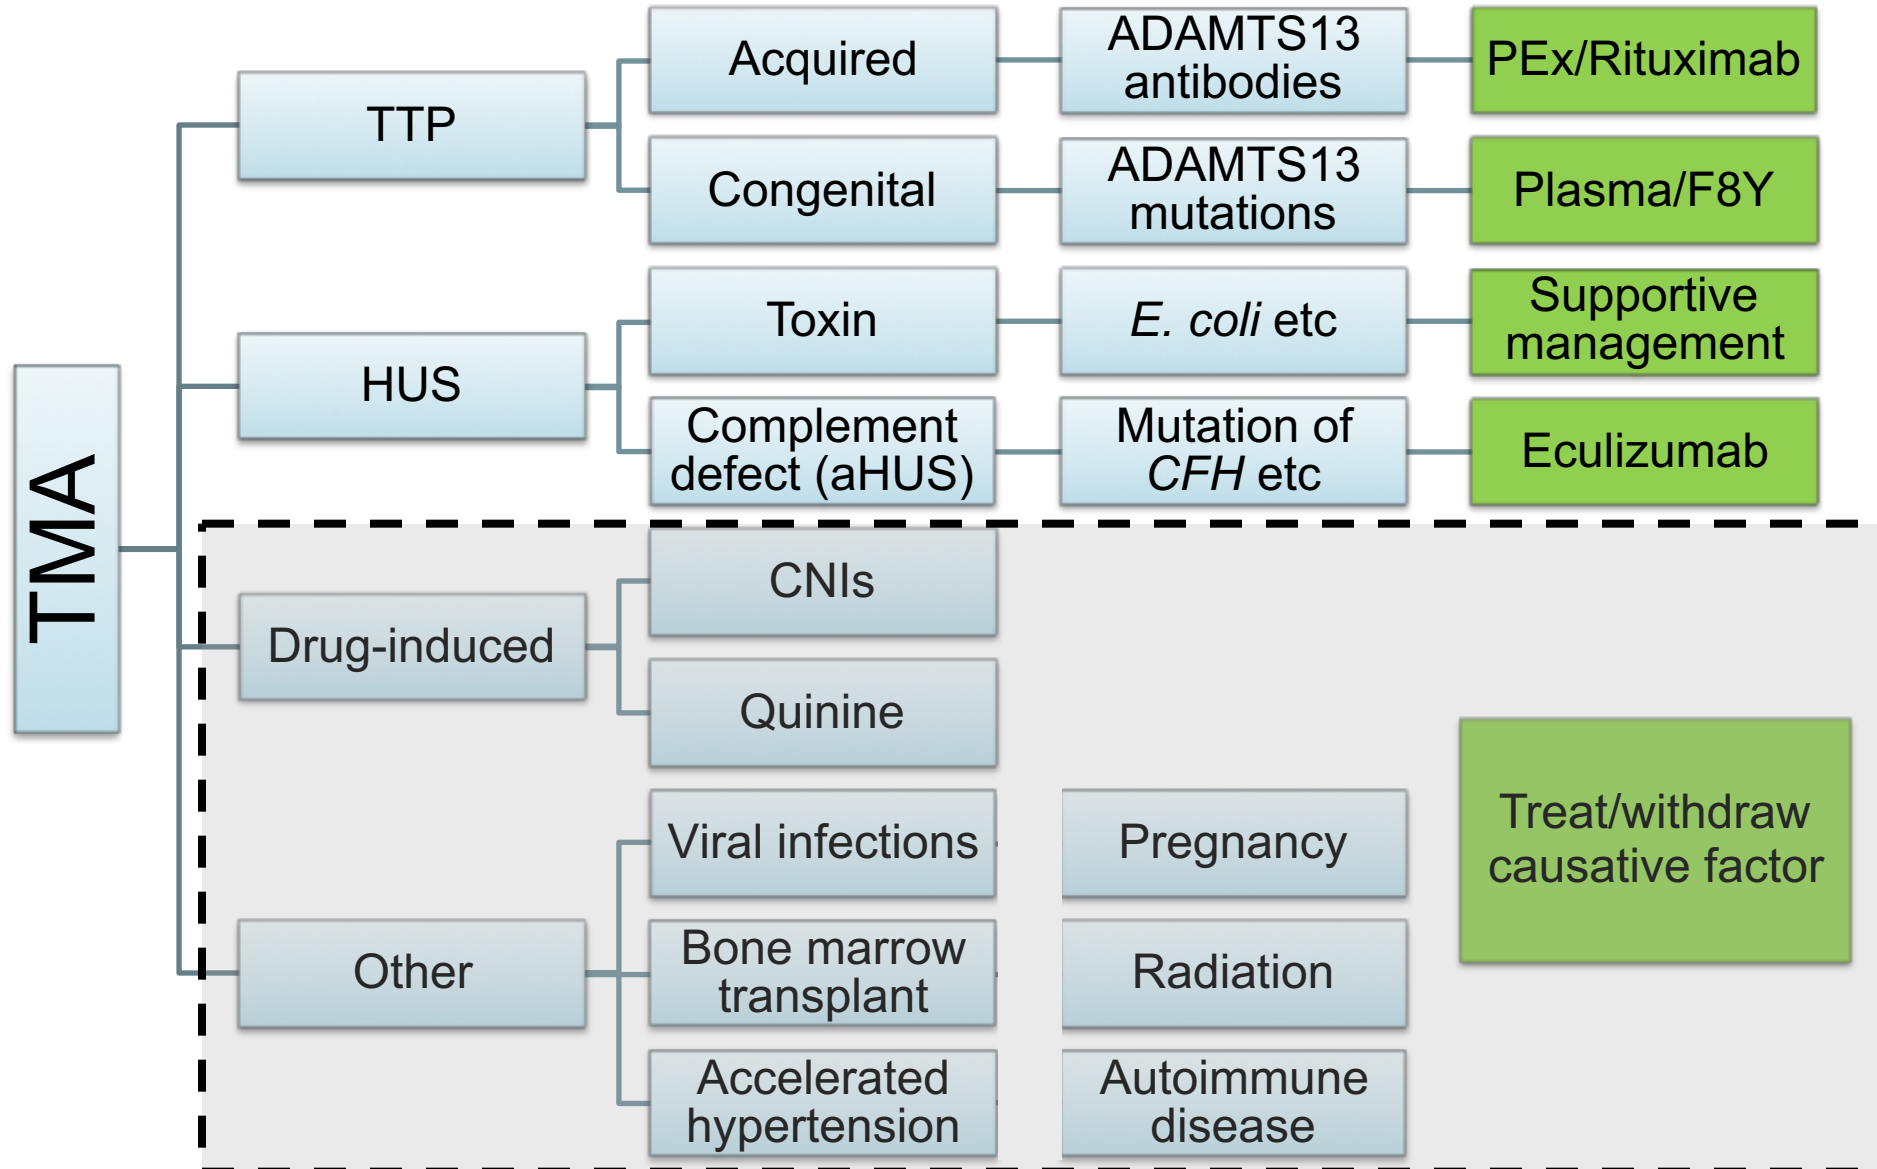 TMA
TTP
Acquired
ADAMTS13
antibodies
PEx/Rituximab
Congenital
ADAMTS13
mutations
Plasma/F8Y
HUS
Toxin
E. coli etc
Supportive
management
Complement
defect (aHUS)
Mutation of
CFH etc
Eculizumab
Drug-induced
CNIs
Quinine
Other
Viral infections
Pregnancy
Bone marrow
transplant
Radiation
Accelerated
hypertension
Autoimmune
disease
Treat/withdraw
causative factor